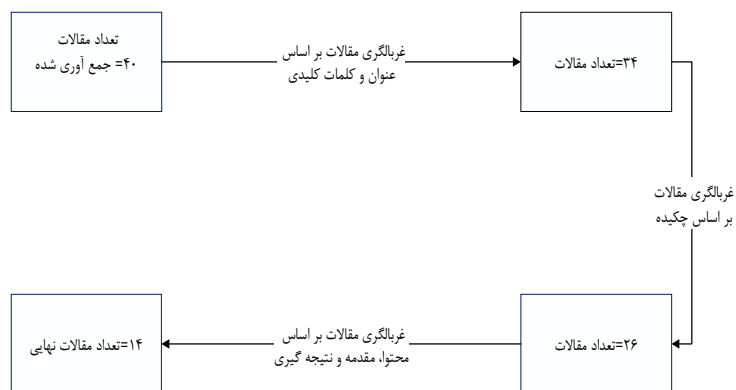 تعداد مقالات
جمع آوری شده =۴۰
غربالگری مقالات بر اساس
عنوان و کلمات کلیدی
تعداد مقالات=۳۴
غربالگری مقالات
بر اساس چکیده
تعداد مقالات=۲۶
غربالگری مقالات بر اساس
محتوا، مقدمه و نتیجه گیری
تعداد مقالات نهایی=۱۴